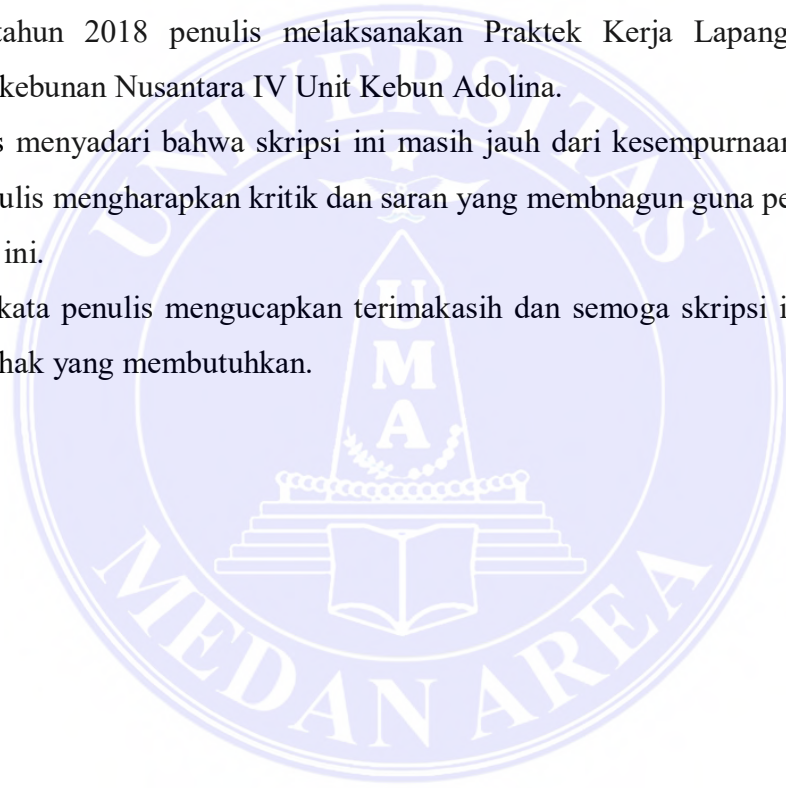 tahun 2018 penulis melaksanakan Praktek Kerja Lapang
kebunan Nusantara IV Unit Kebun Adolina.
s menyadari bahwa skripsi ini masih jauh dari kesempurnaan
ulis mengharapkan kritik dan saran yang membnagun guna pe
ini.
kata penulis mengucapkan terimakasih dan semoga skripsi i
hak yang membutuhkan.
UNIVERSITAS
UMA
MEDAN AREA